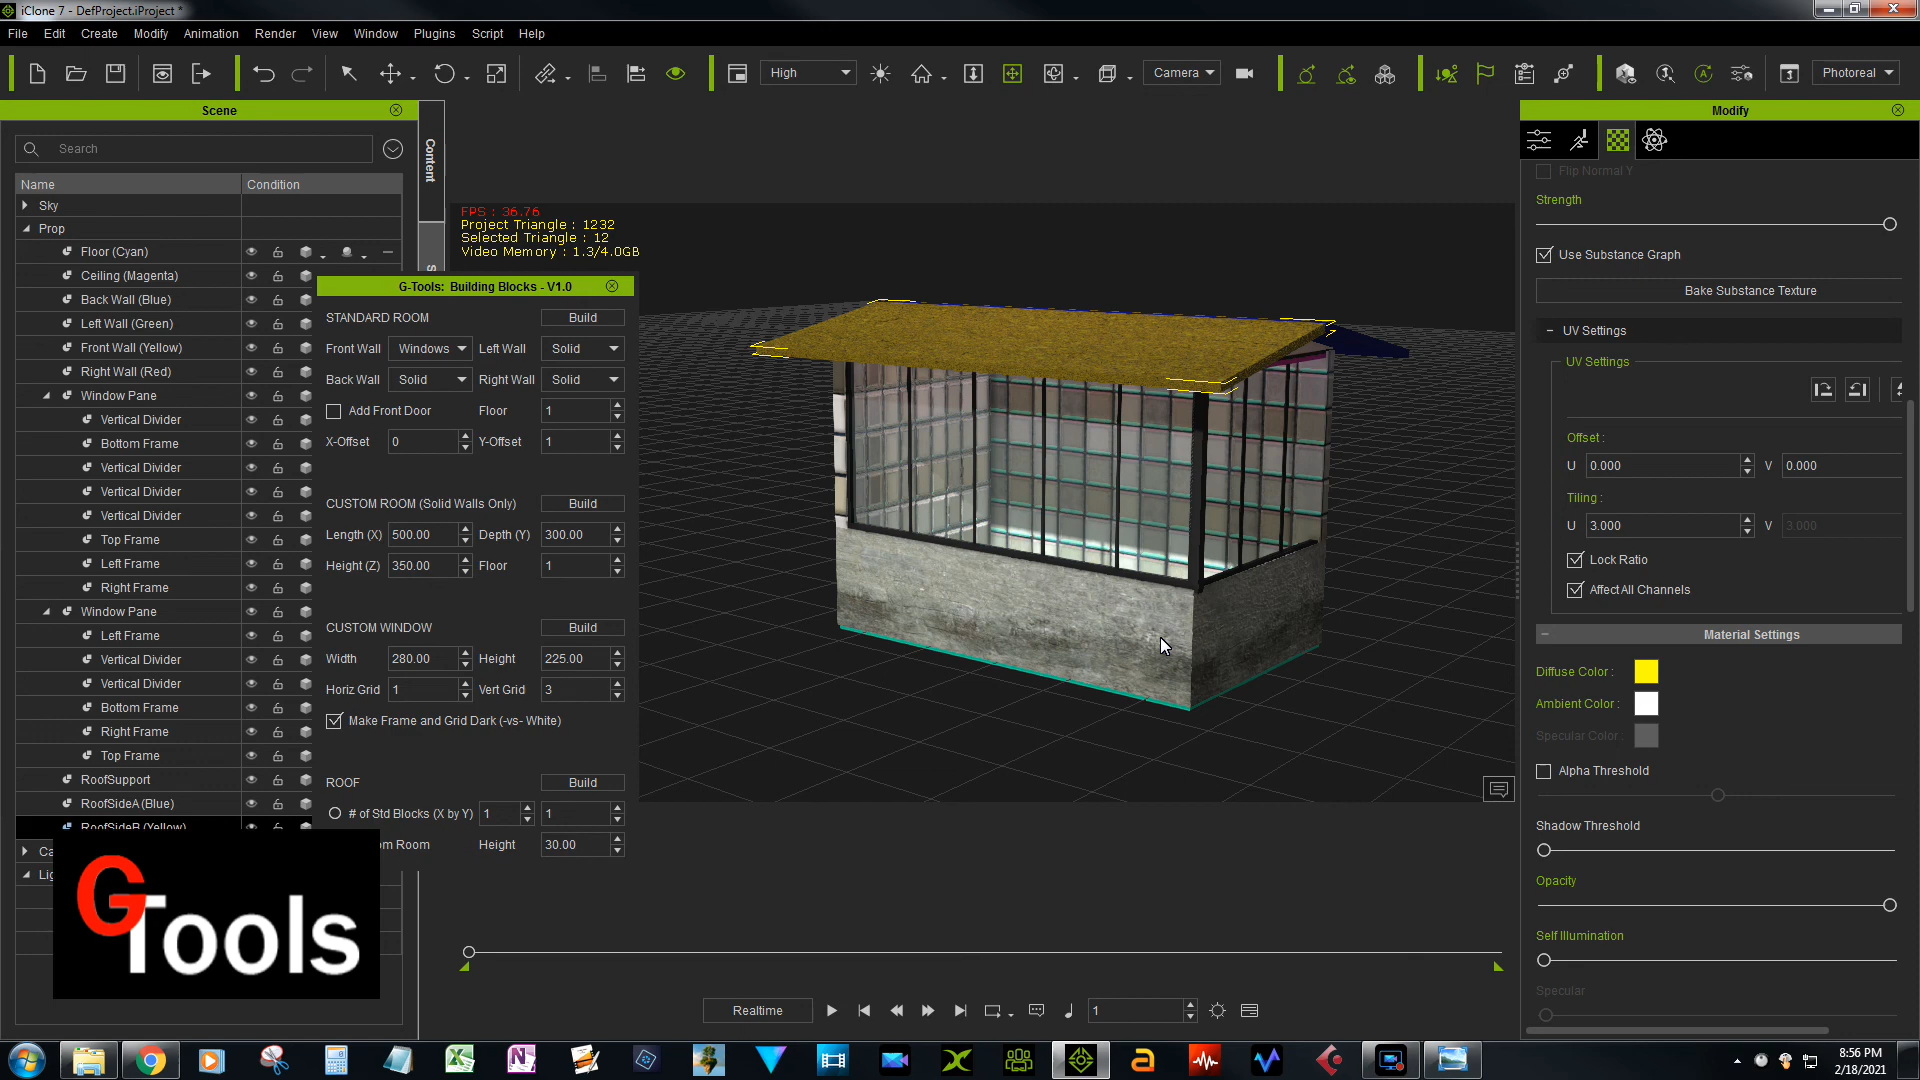 iClone 7 - DefProject.iProject *
File Edit Create Modify Animation Render View Window Plugins Script Help
High Camera Photoreal
Scene
Search
Name Condition
Sky
Prop
Floor (Cyan)
Ceiling (Magenta)
Back Wall (Blue)
Left Wall (Green)
Front Wall (Yellow)
Right Wall (Red)
Window Pane
Vertical Divider
Bottom Frame
Vertical Divider
Vertical Divider
Vertical Divider
Top Frame
Left Frame
Right Frame
Window Pane
Left Frame
Vertical Divider
Vertical Divider
Bottom Frame
Right Frame
Top Frame
RoofSupport
RoofSideA (Blue)
RoofSideB (Yellow)
Content
FPS : 36.76
Project Triangle : 1232
Selected Triangle : 12
Video Memory : 1.3/4.0GB
G-Tools: Building Blocks - V1.0
STANDARD ROOM Build
Front Wall Windows Left Wall Solid
Back Wall Solid Right Wall Solid
Add Front Door Floor 1
X-Offset 0 Y-Offset 1
CUSTOM ROOM (Solid Walls Only) Build
Length (X) 500.00 Depth (Y) 300.00
Height (Z) 350.00 Floor 1
CUSTOM WINDOW Build
Width 280.00 Height 225.00
Horiz Grid 1 Vert Grid 3
Make Frame and Grid Dark (-vs- White)
ROOF Build
# of Std Blocks (X by Y) 1 1
Room Height 30.00
G Tools
Realtime 1
Modify
Flip Normal Y
Strength
Use Substance Graph
Bake Substance Texture
UV Settings
UV Settings
Offset :
U 0.000 V 0.000
Tiling :
U 3.000 V 3.000
Lock Ratio
Affect All Channels
Material Settings
Diffuse Color :
Ambient Color :
Specular Color :
Alpha Threshold
Shadow Threshold
Opacity
Self Illumination
Specular
8:56 PM
2/18/2021